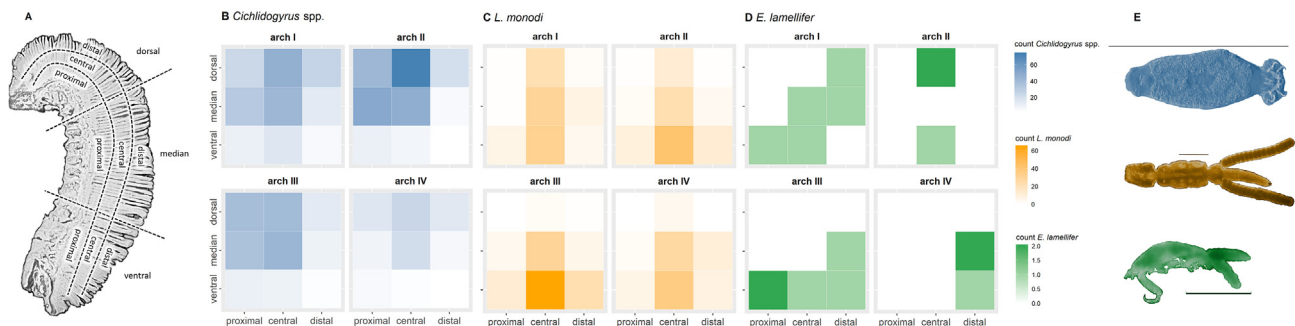 A
distal
central
proximal
dorsal
proximal
central
distal
median
proximal
central
distal
ventral
B Cichlidogyrus spp.
arch I
arch II
dorsal
median
ventral
arch III
arch IV
dorsal
median
ventral
proximal central distal
proximal central distal
C L. monodi
arch I
arch II
arch III
arch IV
proximal central distal
proximal central distal
D E. lamellifer
arch I
arch II
arch III
arch IV
proximal central distal
proximal central distal
count Cichlidogyrus spp.
60
40
20
0
count L. monodi
60
40
20
0
count E. lamellifer
2.0
1.5
1.0
0.5
0.0
E